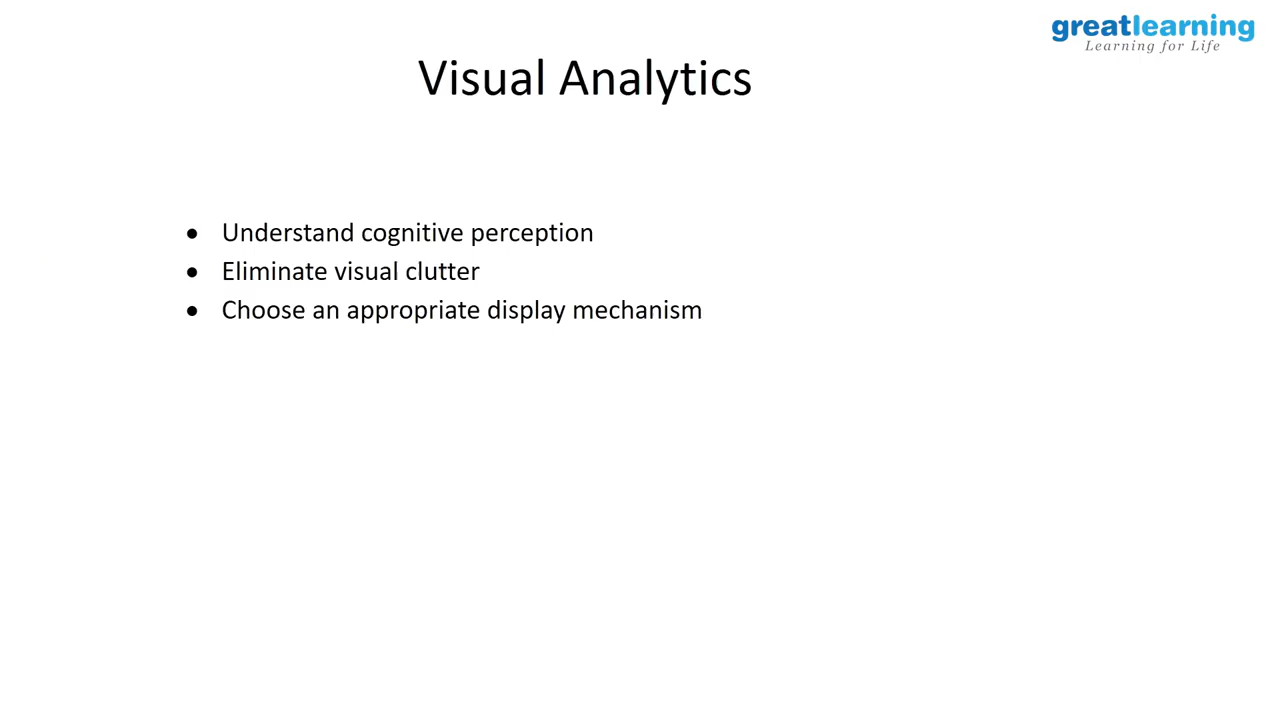 greatlearning
Learning for Life
Visual Analytics
● Understand cognitive perception
● Eliminate visual clutter
● Choose an appropriate display mechanism